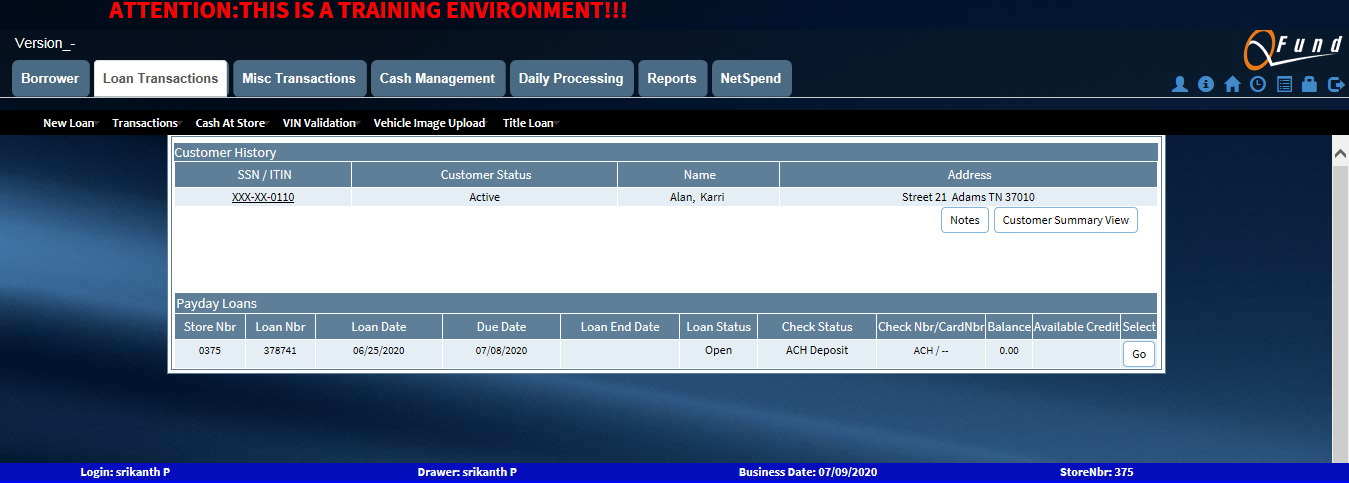 ATTENTION:THIS IS A TRAINING ENVIRONMENT!!!
Version_-
QFund
Borrower Loan Transactions Misc Transactions Cash Management Daily Processing Reports NetSpend
New Loan Transactions Cash At Store VIN Validation Vehicle Image Upload Title Loan
Customer History
SSN / ITIN Customer Status Name Address
XXX-XX-0110 Active Alan, Karri Street 21 Adams TN 37010
Notes Customer Summary View
Payday Loans
Store Nbr Loan Nbr Loan Date Due Date Loan End Date Loan Status Check Status Check Nbr/CardNbr Balance Available Credit Select
0375 378741 06/25/2020 07/08/2020 Open ACH Deposit ACH / -- 0.00 Go
Login: srikanth P Drawer: srikanth P Business Date: 07/09/2020 StoreNbr: 375